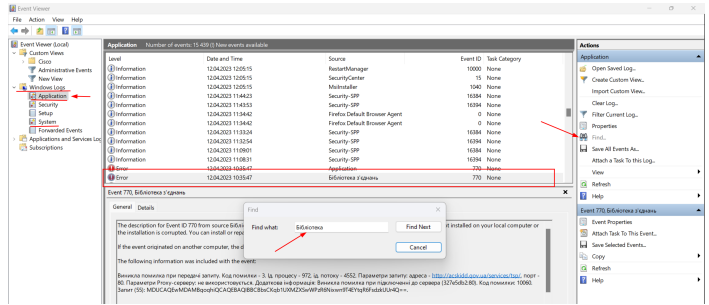 Event Viewer
File Action View Help
Event Viewer (Local)
Custom Views
Cisco
Administrative Events
New View
Windows Logs
Application
Security
Setup
System
Forwarded Events
Applications and Services Log
Subscriptions
Application Number of events: 15 439 (!) New events available
Level Date and Time Source Event ID Task Category
Information 12.04.2023 12:05:15 RestartManager 10000 None
Information 12.04.2023 12:05:15 SecurityCenter 15 None
Information 12.04.2023 12:05:15 MsiInstaller 1040 None
Information 12.04.2023 11:44:23 Security-SPP 16384 None
Information 12.04.2023 11:43:53 Security-SPP 16394 None
Information 12.04.2023 11:34:42 Firefox Default Browser Agent 0 None
Information 12.04.2023 11:34:42 Firefox Default Browser Agent 0 None
Information 12.04.2023 11:33:24 Security-SPP 16384 None
Information 12.04.2023 11:32:54 Security-SPP 16394 None
Information 12.04.2023 11:09:01 Security-SPP 16384 None
Information 12.04.2023 11:08:31 Security-SPP 16394 None
Error 12.04.2023 10:35:47 Application 770 None
Error 12.04.2023 10:35:47 Бібліотека з'єднань 770 None
Event 770, Бібліотека з'єднань
General Details
The description for Event ID 770 from source Бібл
t installed on your local computer or
the installation is corrupted. You can install or repa
If the event originated on another computer, the d
The following information was included with the event:
Виникла помилка при передачі запиту. Код помилки - 3. Ід. процесу - 972; ід. потоку - 4552. Параметри запиту: адреса - http://acskidd.gov.ua/services/tsp/, порт -
80. Параметри Proxy-серверу: не використовується. Додаткова інформація: Виникла помилка при підключенні до сервера (327a5db2:80). Код помилки: 10060.
Запит (55):
Find
Find what: Бібліотека
Find Next
Cancel
Actions
Application
Open Saved Log...
Create Custom View...
Import Custom View...
Clear Log...
Filter Current Log...
Properties
Find...
Save All Events As...
Attach a Task To this Log...
View
Refresh
Help
Event 770, Бібліотека з'єднань
Event Properties
Attach Task To This Event...
Save Selected Events...
Copy
Refresh
Help